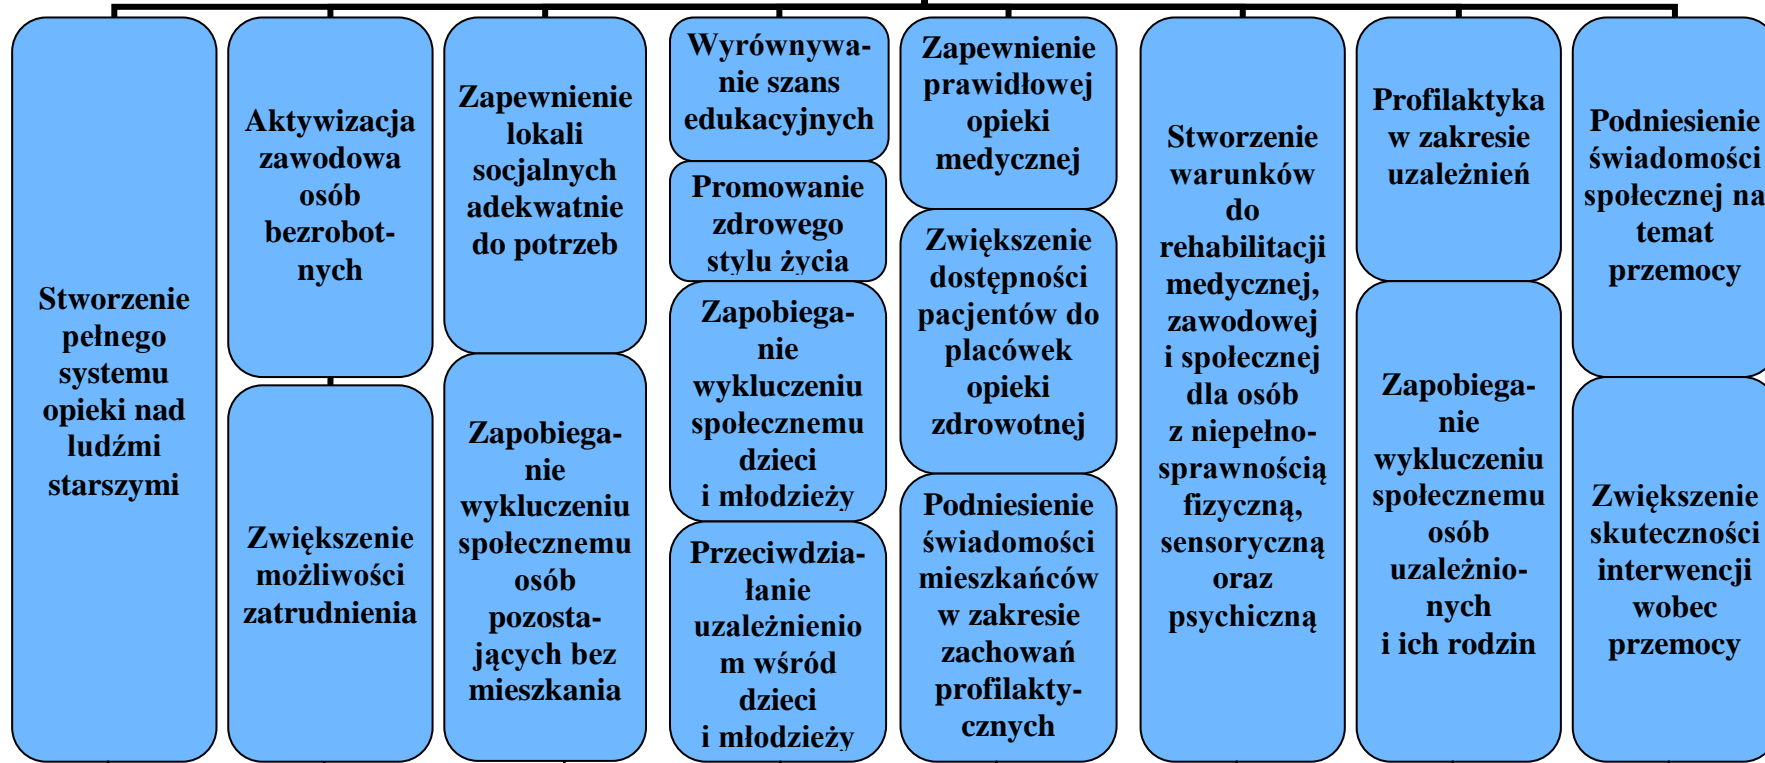 Stworzenie
pełnego
systemu
opieki nad
ludźmi
starszymi
Aktywizacja
zawodowa
osób
bezrobot-
nych
Zwiększenie
możliwości
zatrudnienia
Zapewnienie
lokali
socjalnych
adekwatnie
do potrzeb
Zapobiega-
nie
wykluczeniu
społecznemu
osób
pozosta-
jących bez
mieszkania
Wyrównywa-
nie szans
edukacyjnych
Promowanie
zdrowego
stylu życia
Zapobiega-
nie
wykluczeniu
społecznemu
dzieci
i młodzieży
Przeciwdzia-
łanie
uzależnienio
m wśród
dzieci
i młodzieży
Zapewnienie
prawidłowej
opieki
medycznej
Zwiększenie
dostępności
pacjentów do
placówek
opieki
zdrowotnej
Podniesienie
świadomości
mieszkańców
w zakresie
zachowań
profilakty-
cznych
Stworzenie
warunków
do
rehabilitacji
medycznej,
zawodowej
i społecznej
dla osób
z niepełno-
sprawnością
fizyczną,
sensoryczną
oraz
psychiczną
Profilaktyka
w zakresie
uzależnień
Zapobiega-
nie
wykluczeniu
społecznemu
osób
uzależnio-
nych
i ich rodzin
Podniesienie
świadomości
społecznej na
temat
przemocy
Zwiększenie
skuteczności
interwencji
wobec
przemocy